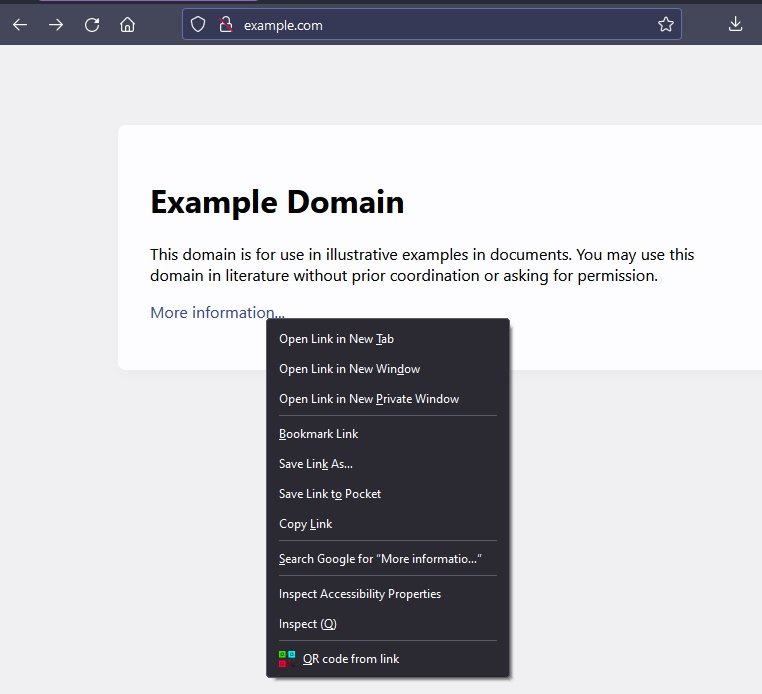 example.com
Example Domain
This domain is for use in illustrative examples in documents. You may use this
domain in literature without prior coordination or asking for permission.
More information...
Open Link in New Tab
Open Link in New Window
Open Link in New Private Window
Bookmark Link
Save Link As...
Save Link to Pocket
Copy Link
Search Google for “More informatio...”
Inspect Accessibility Properties
Inspect (Q)
QR code from link